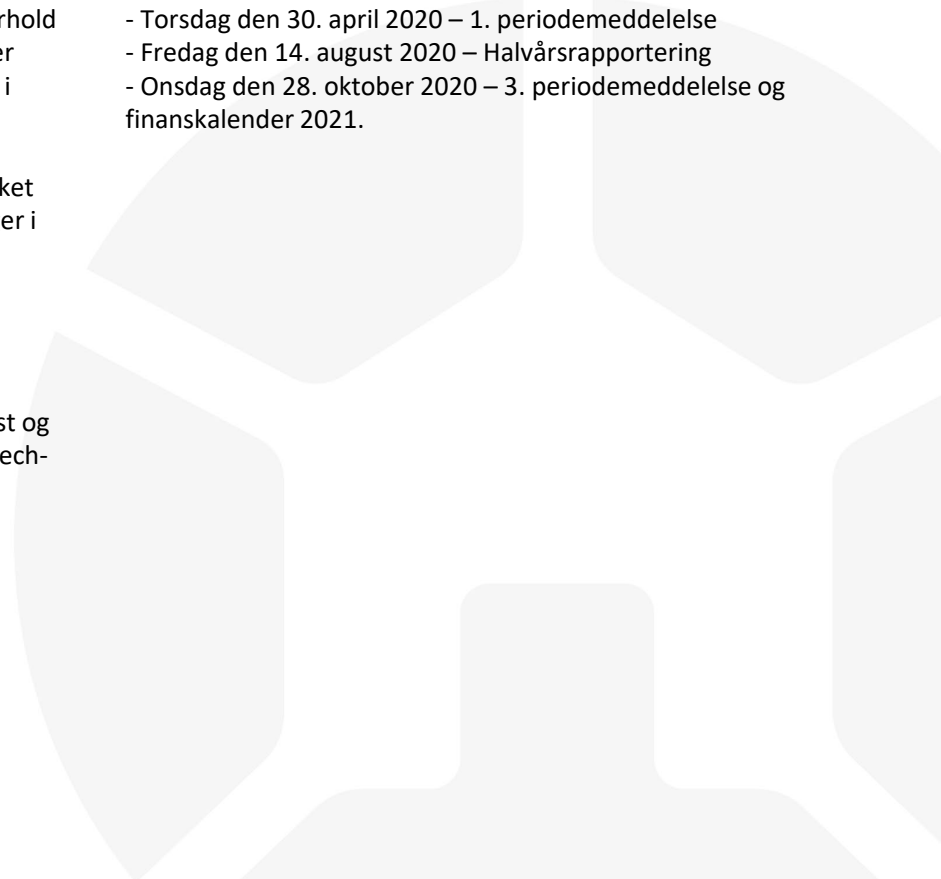 rhold
er
i
ket
er i
st og
ech-
- Torsdag den 30. april 2020 – 1. periodemeddelelse
- Fredag den 14. august 2020 – Halvårsrapportering
- Onsdag den 28. oktober 2020 – 3. periodemeddelelse og
finanskalender 2021.